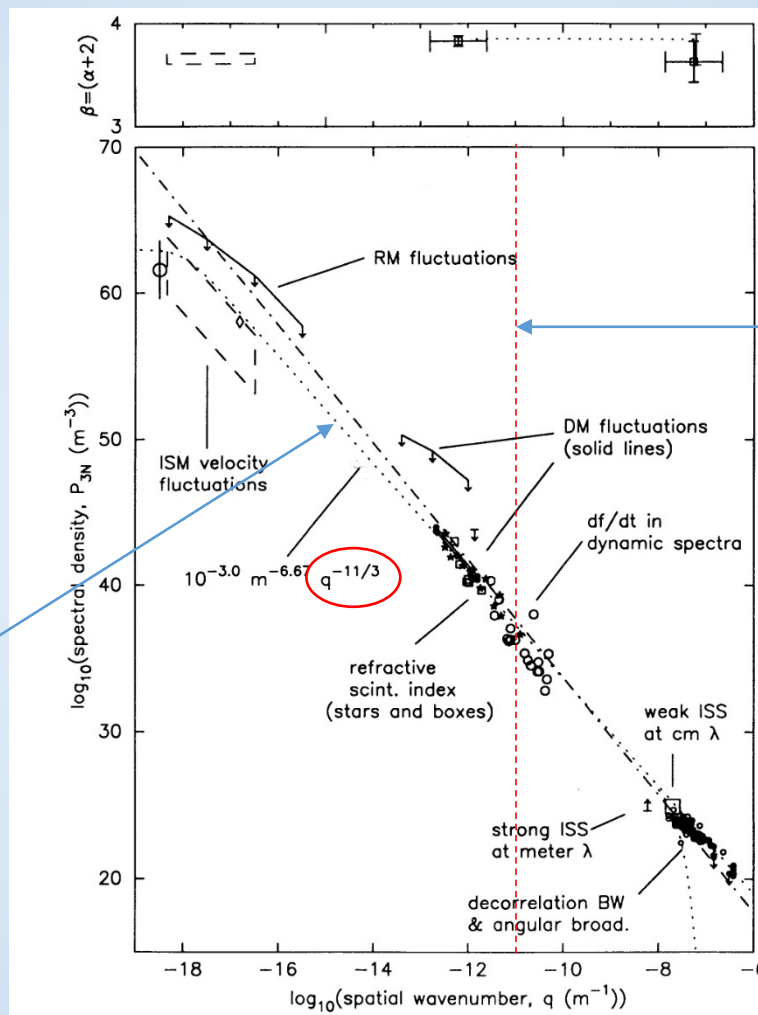 4
3
β=(α+2)
70
60
50
40
30
20
log₁₀(spectral density, P₃N (m⁻³))
RM fluctuations
DM fluctuations
(solid lines)
ISM velocity
fluctuations
df/dt in
dynamic spectra
10⁻³·⁰ m⁻⁶·⁶⁷ q⁻¹¹/³
refractive
scint. index
(stars and boxes)
weak ISS
at cm λ
strong ISS
at meter λ
decorrelation BW
& angular broad.
−18 −16 −14 −12 −10 −8 −6
log₁₀(spatial wavenumber, q (m⁻¹))